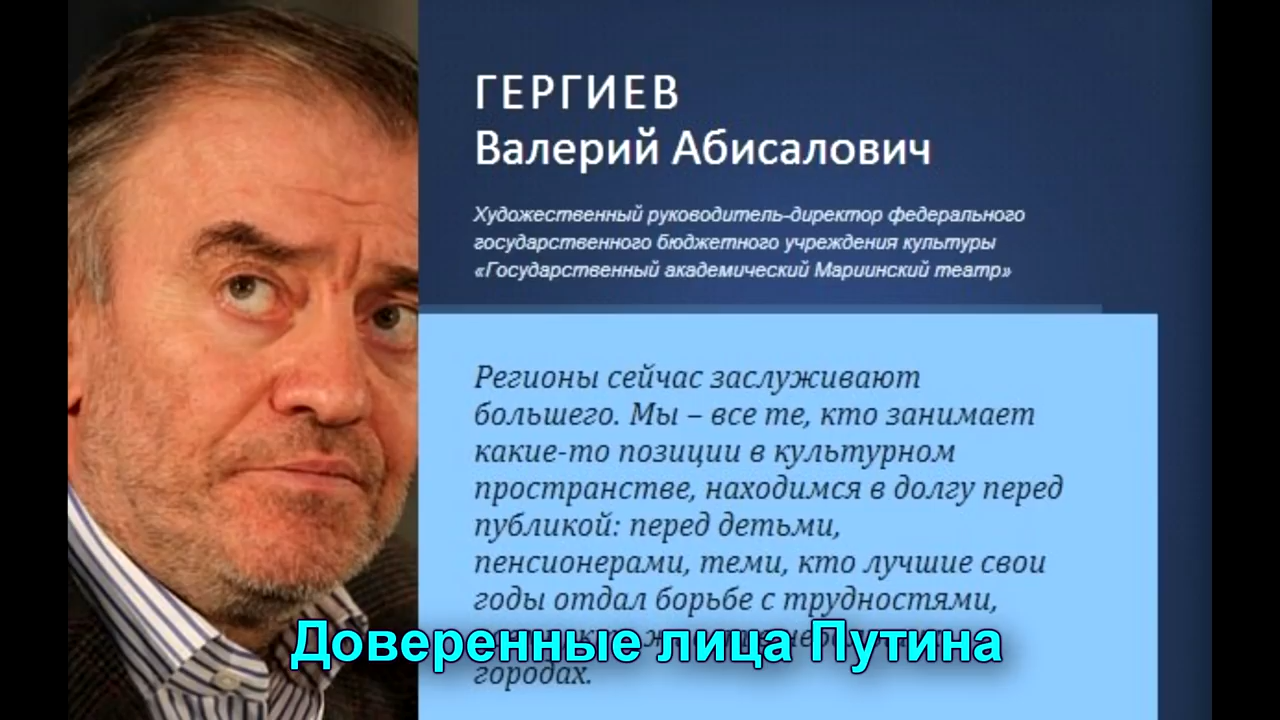 ГЕРГИЕВ
Валерий Абисалович
Художественный руководитель-директор федерального
государственного бюджетного учреждения культуры
«Государственный академический Мариинский театр»
Регионы сейчас заслуживают
большего. Мы – все те, кто занимает
какие-то позиции в культурном
пространстве, находимся в долгу перед
публикой: перед детьми,
пенсионерами, теми, кто лучшие свои
годы отдал борьбе с трудностями,
Доверенные лица Путина
городах.